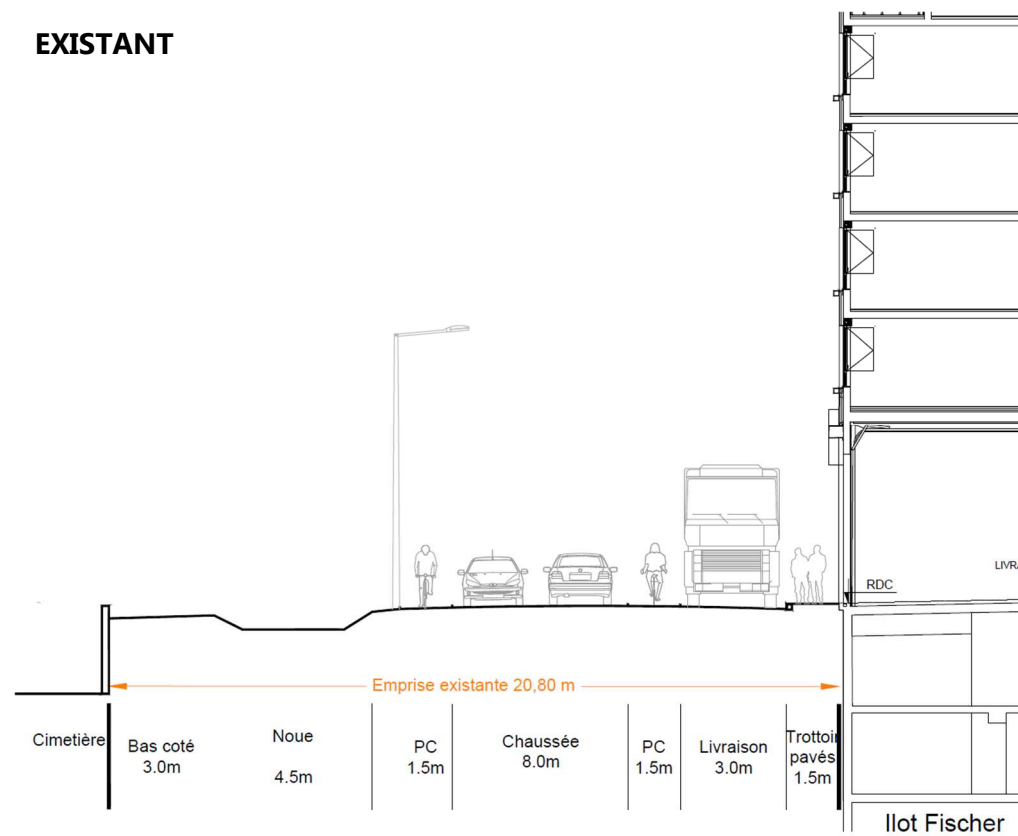 EXISTANT
RDC
Emprise existante 20,80 m
Cimetière
Bas coté
3.0m
Noue
4.5m
PC
1.5m
Chaussée
8.0m
PC
1.5m
Livraison
3.0m
Trottoir
pavés
1.5m
Ilot Fischer